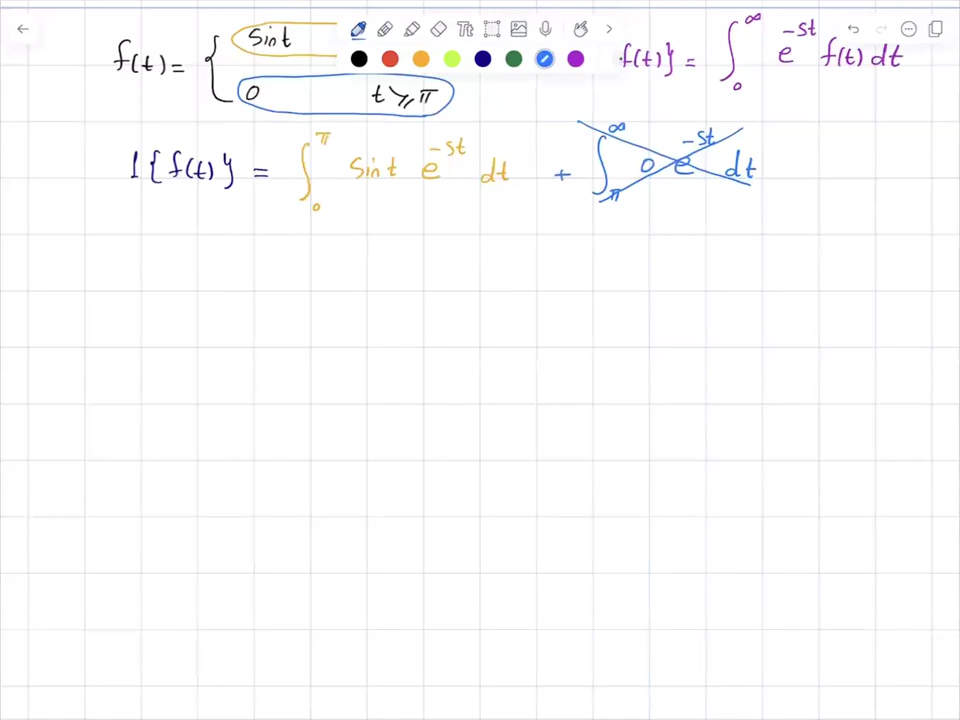 f(t) = { sin t
0 t ⩾ π
f(t)} = ∫₀^∞ e^{-st} f(t) dt
L{f(t)} = ∫₀^π sin t e^{-st} dt + ∫_π^∞ 0 e^{-st} dt